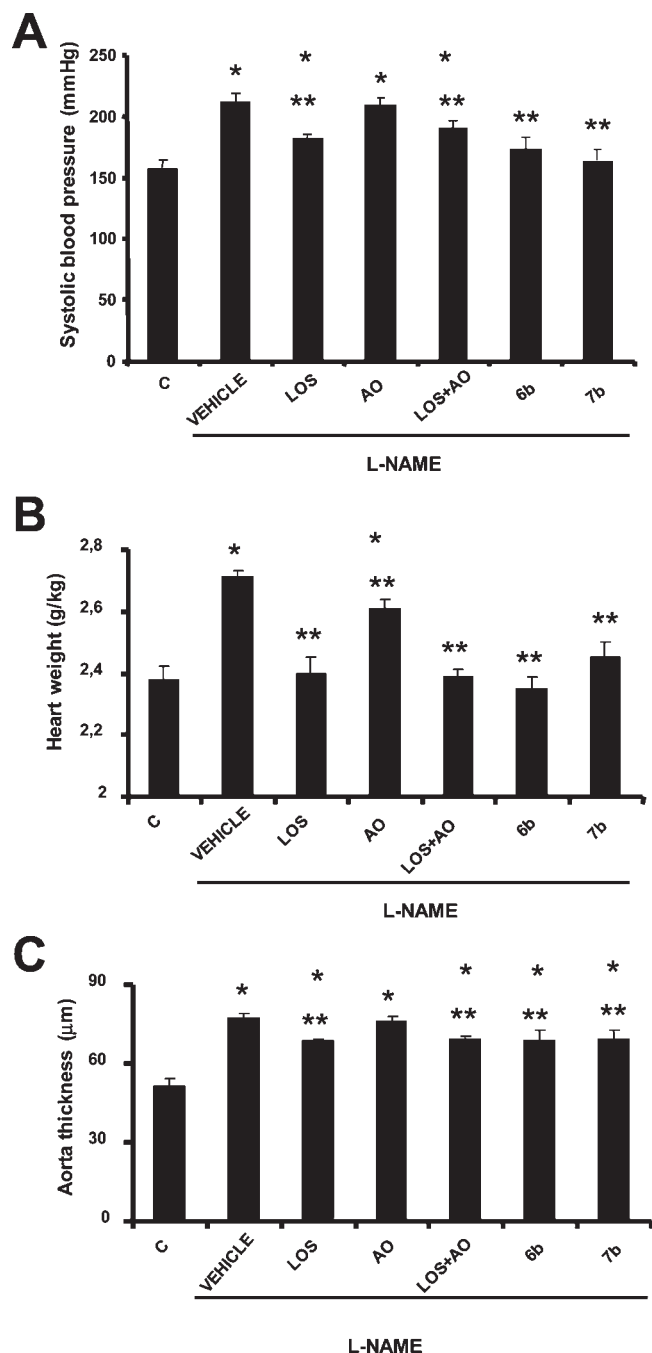 A
Systolic blood pressure (mmHg)
250
200
150
100
50
0
* * * *
** ** ** **
C VEHICLE LOS AO LOS+AO 6b 7b
L-NAME
B
Heart weight (g/kg)
2,8
2,6
2,4
2,2
2
* *
** ** ** ** **
C VEHICLE LOS AO LOS+AO 6b 7b
L-NAME
C
Aorta thickness (μm)
90
60
30
0
* * * * * *
** ** ** **
C VEHICLE LOS AO LOS+AO 6b 7b
L-NAME